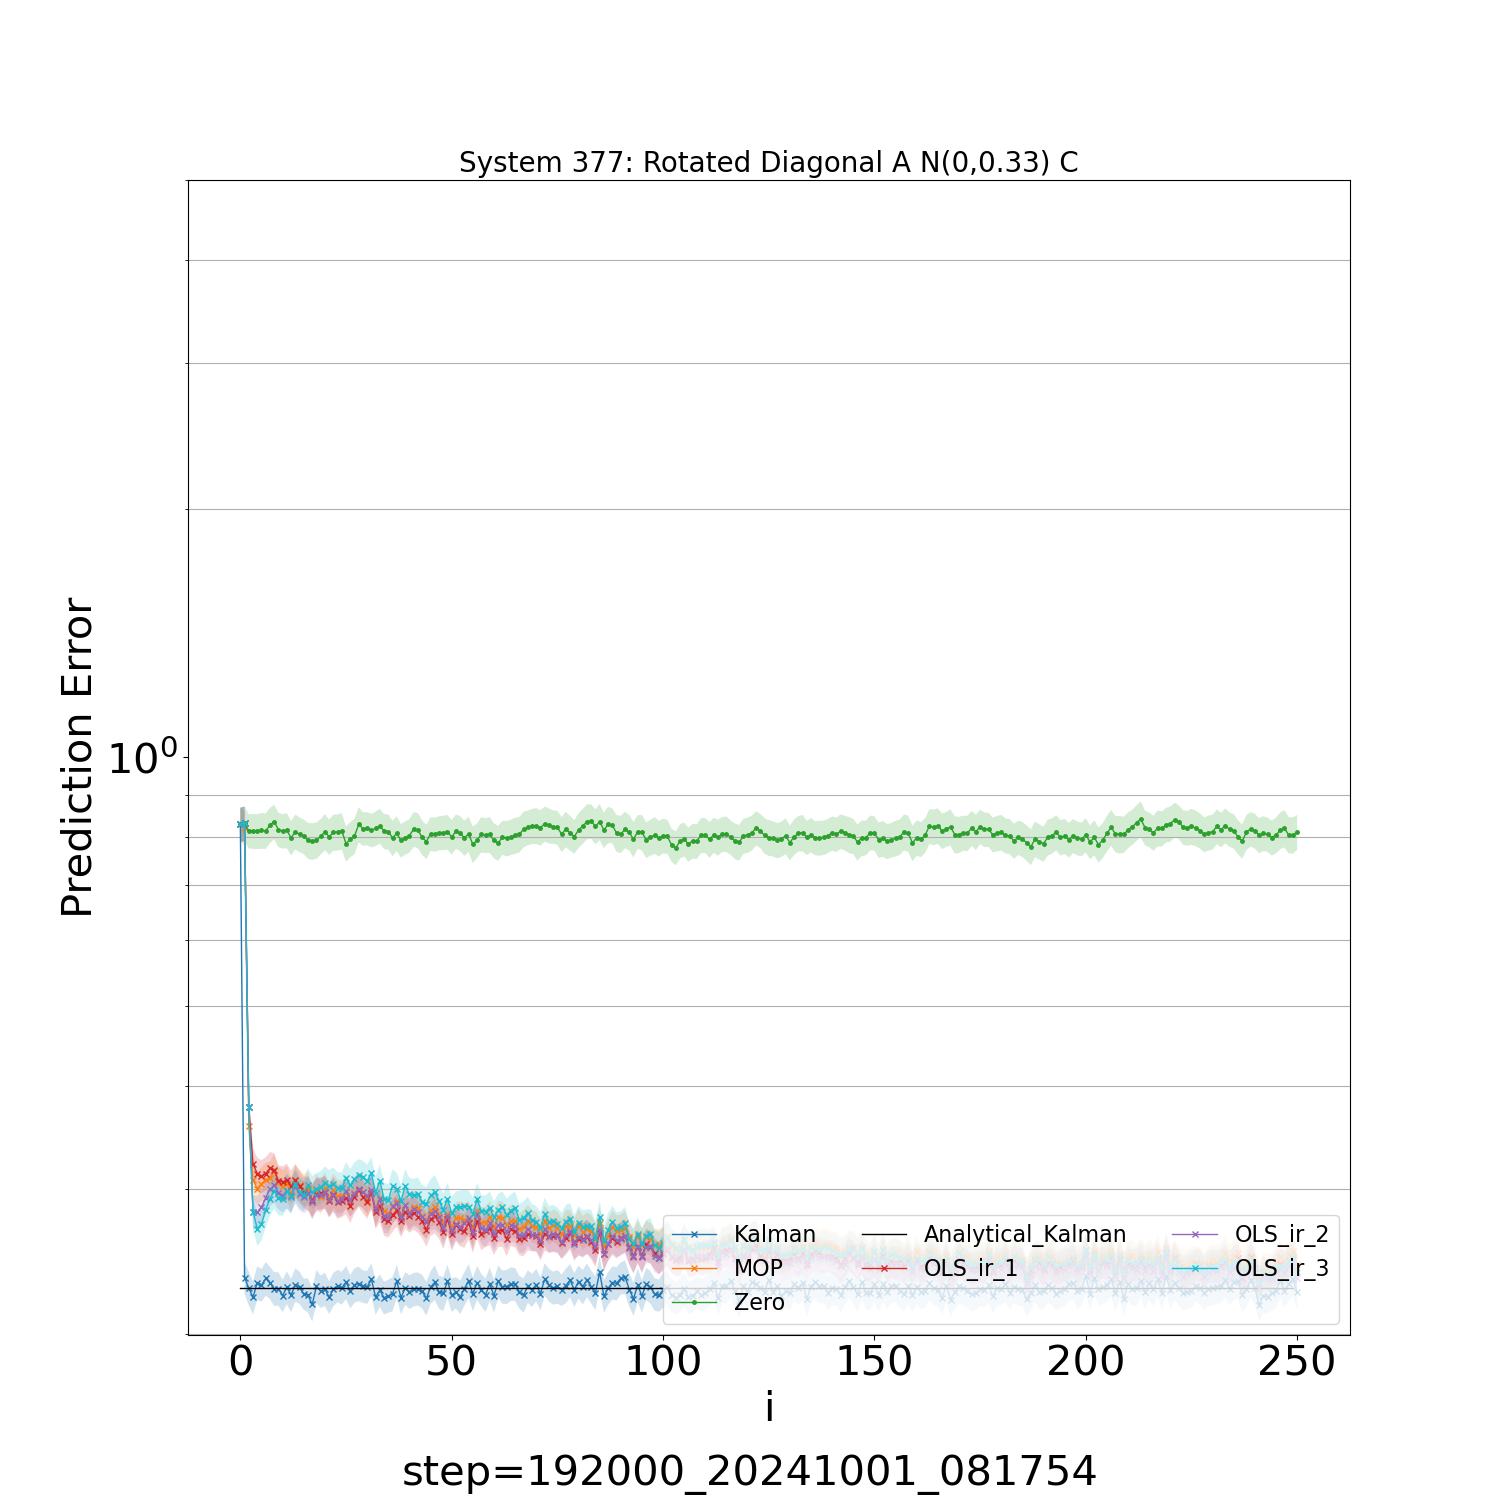 System 377: Rotated Diagonal A N(0,0.33) C
Prediction Error
10⁰
Kalman
MOP
Zero
Analytical_Kalman
OLS_ir_1
OLS_ir_2
OLS_ir_3
0 50 100 150 200 250
i
step=192000_20241001_081754